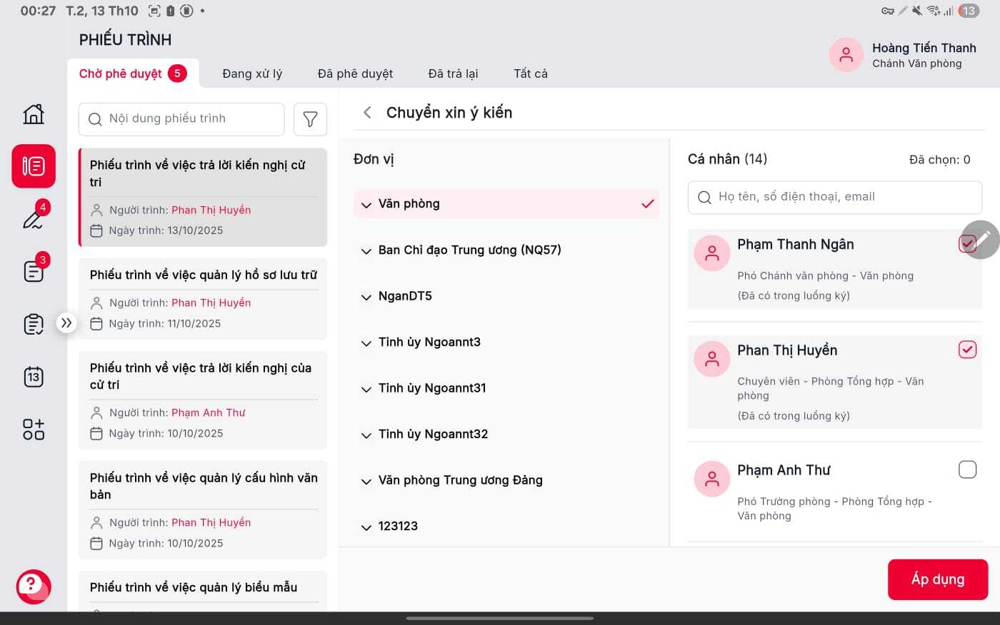 00:27 T.2, 13 Th10
13
PHIẾU TRÌNH
Hoàng Tiến Thanh
Chánh Văn phòng
Chờ phê duyệt 5
Đang xử lý
Đã phê duyệt
Đã trả lại
Tất cả
4
3
13
Nội dung phiếu trình
Phiếu trình về việc trả lời kiến nghị cử
tri
Người trình: Phan Thị Huyền
Ngày trình: 13/10/2025
Phiếu trình về việc quản lý hồ sơ lưu trữ
Người trình: Phan Thị Huyền
Ngày trình: 11/10/2025
Phiếu trình về việc trả lời kiến nghị của
cử tri
Người trình: Phạm Anh Thư
Ngày trình: 10/10/2025
Phiếu trình về việc quản lý cấu hình văn
bản
Người trình: Phan Thị Huyền
Ngày trình: 10/10/2025
Phiếu trình về việc quản lý biểu mẫu
Chuyển xin ý kiến
Đơn vị
Văn phòng
Ban Chỉ đạo Trung ương (NQ57)
NganDT5
Tỉnh ủy Ngoannt3
Tỉnh ủy Ngoannt31
Tỉnh ủy Ngoannt32
Văn phòng Trung ương Đảng
123123
Cá nhân (14)
Đã chọn: 0
Họ tên, số điện thoại, email
Phạm Thanh Ngân
Phó Chánh văn phòng - Văn phòng
(Đã có trong luồng ký)
Phan Thị Huyền
Chuyên viên - Phòng Tổng hợp - Văn
phòng
(Đã có trong luồng ký)
Phạm Anh Thư
Phó Trưởng phòng - Phòng Tổng hợp -
Văn phòng
Áp dụng
?